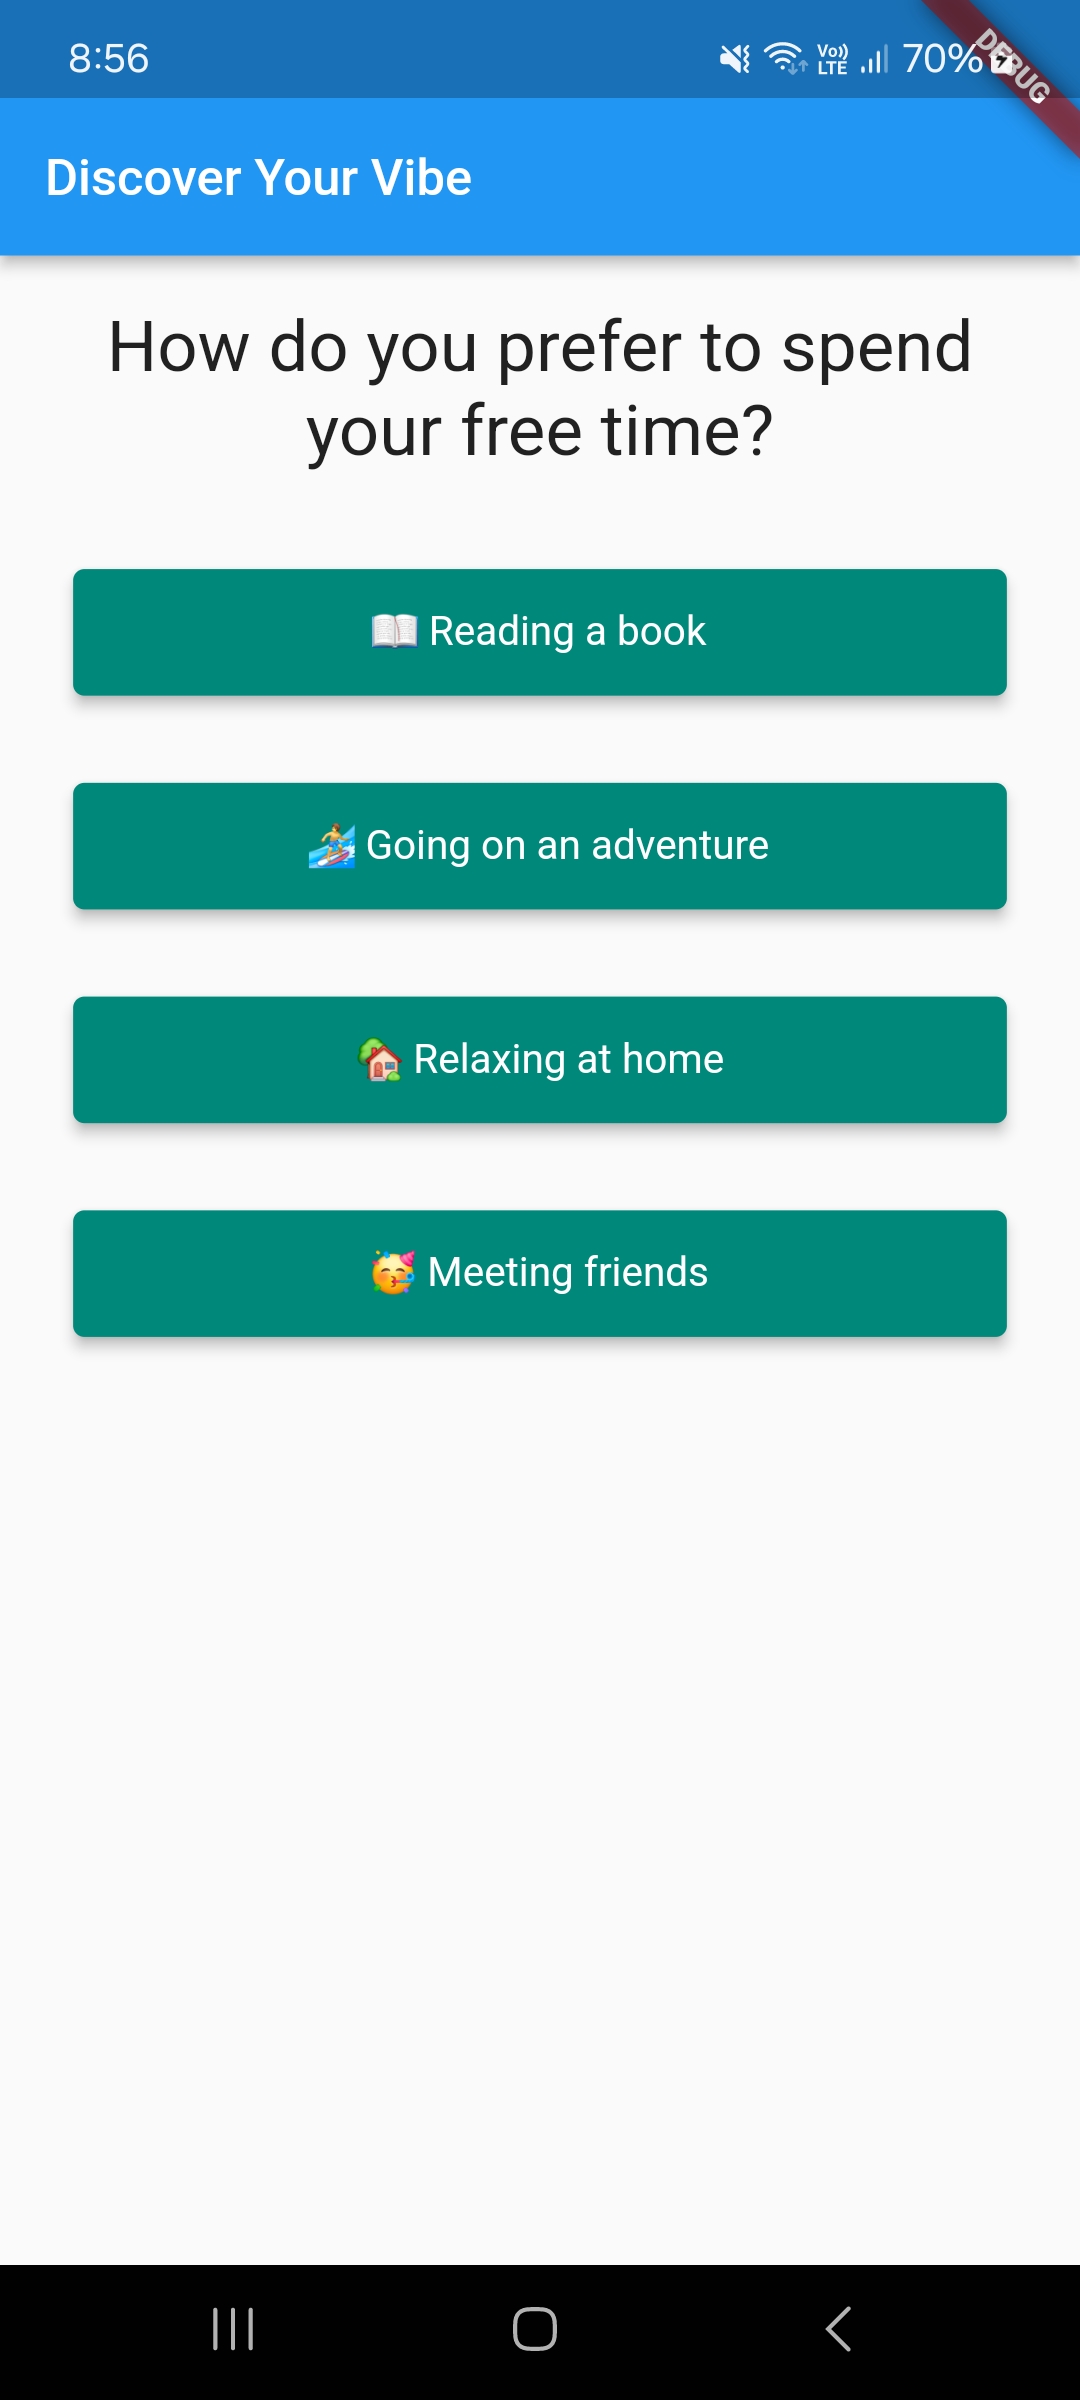 8:56 Vo)) LTE 70%
DEBUG
Discover Your Vibe
How do you prefer to spend
your free time?
📖 Reading a book
🏄 Going on an adventure
🏡 Relaxing at home
🥳 Meeting friends